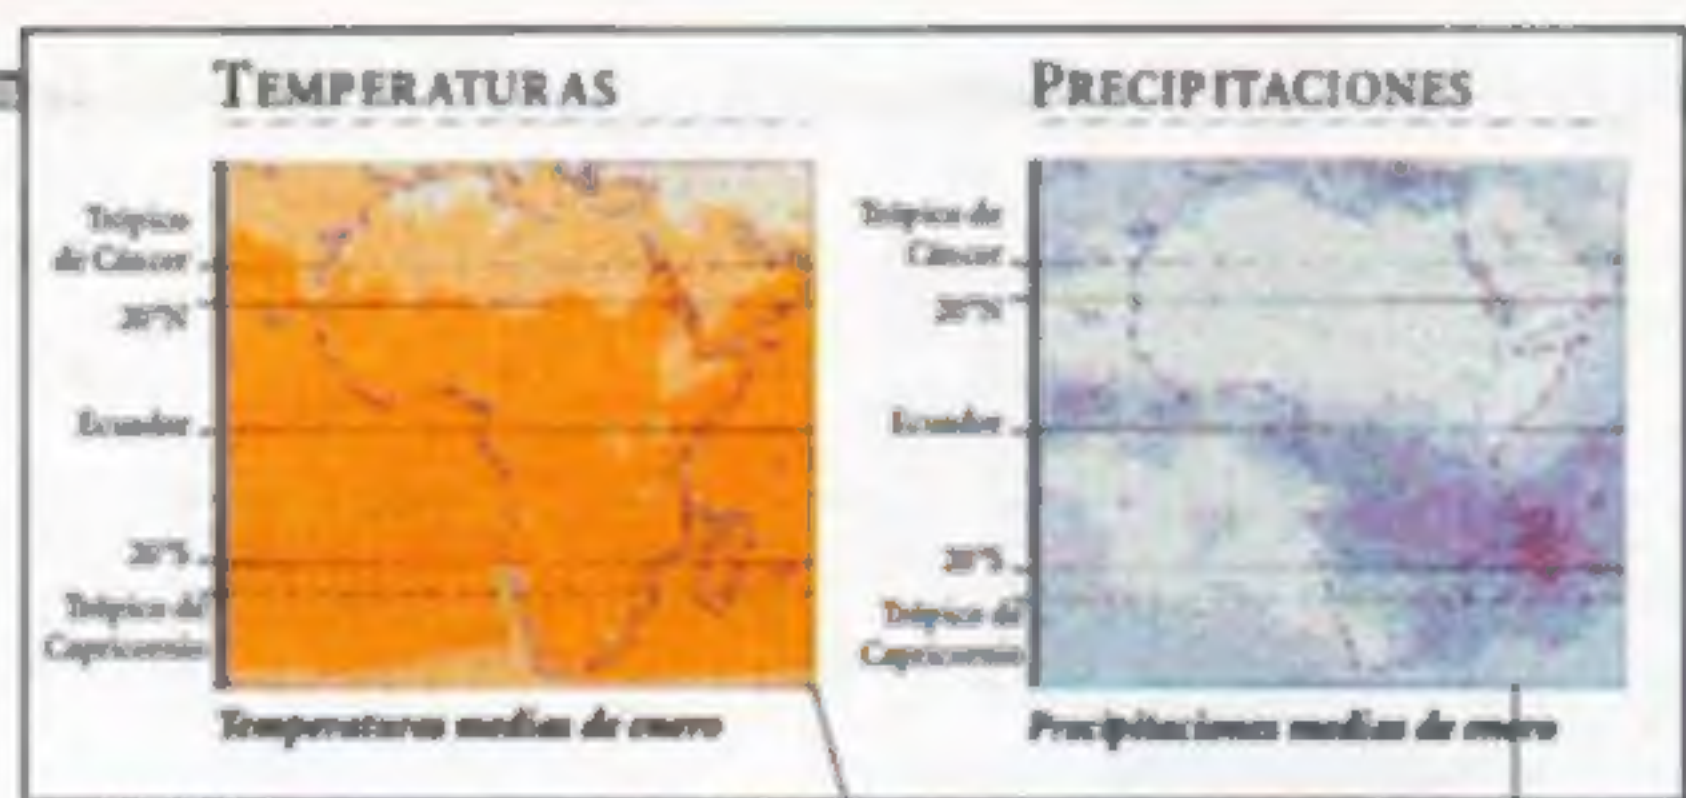 TEMPERATURAS
Trópico
de Cáncer
20°N
Ecuador
20°S
Trópico de
Capricornio
Temperaturas medias de enero
PRECIPITACIONES
Trópico de
Cáncer
20°N
Ecuador
20°S
Trópico de
Capricornio
Precipitaciones medias de enero